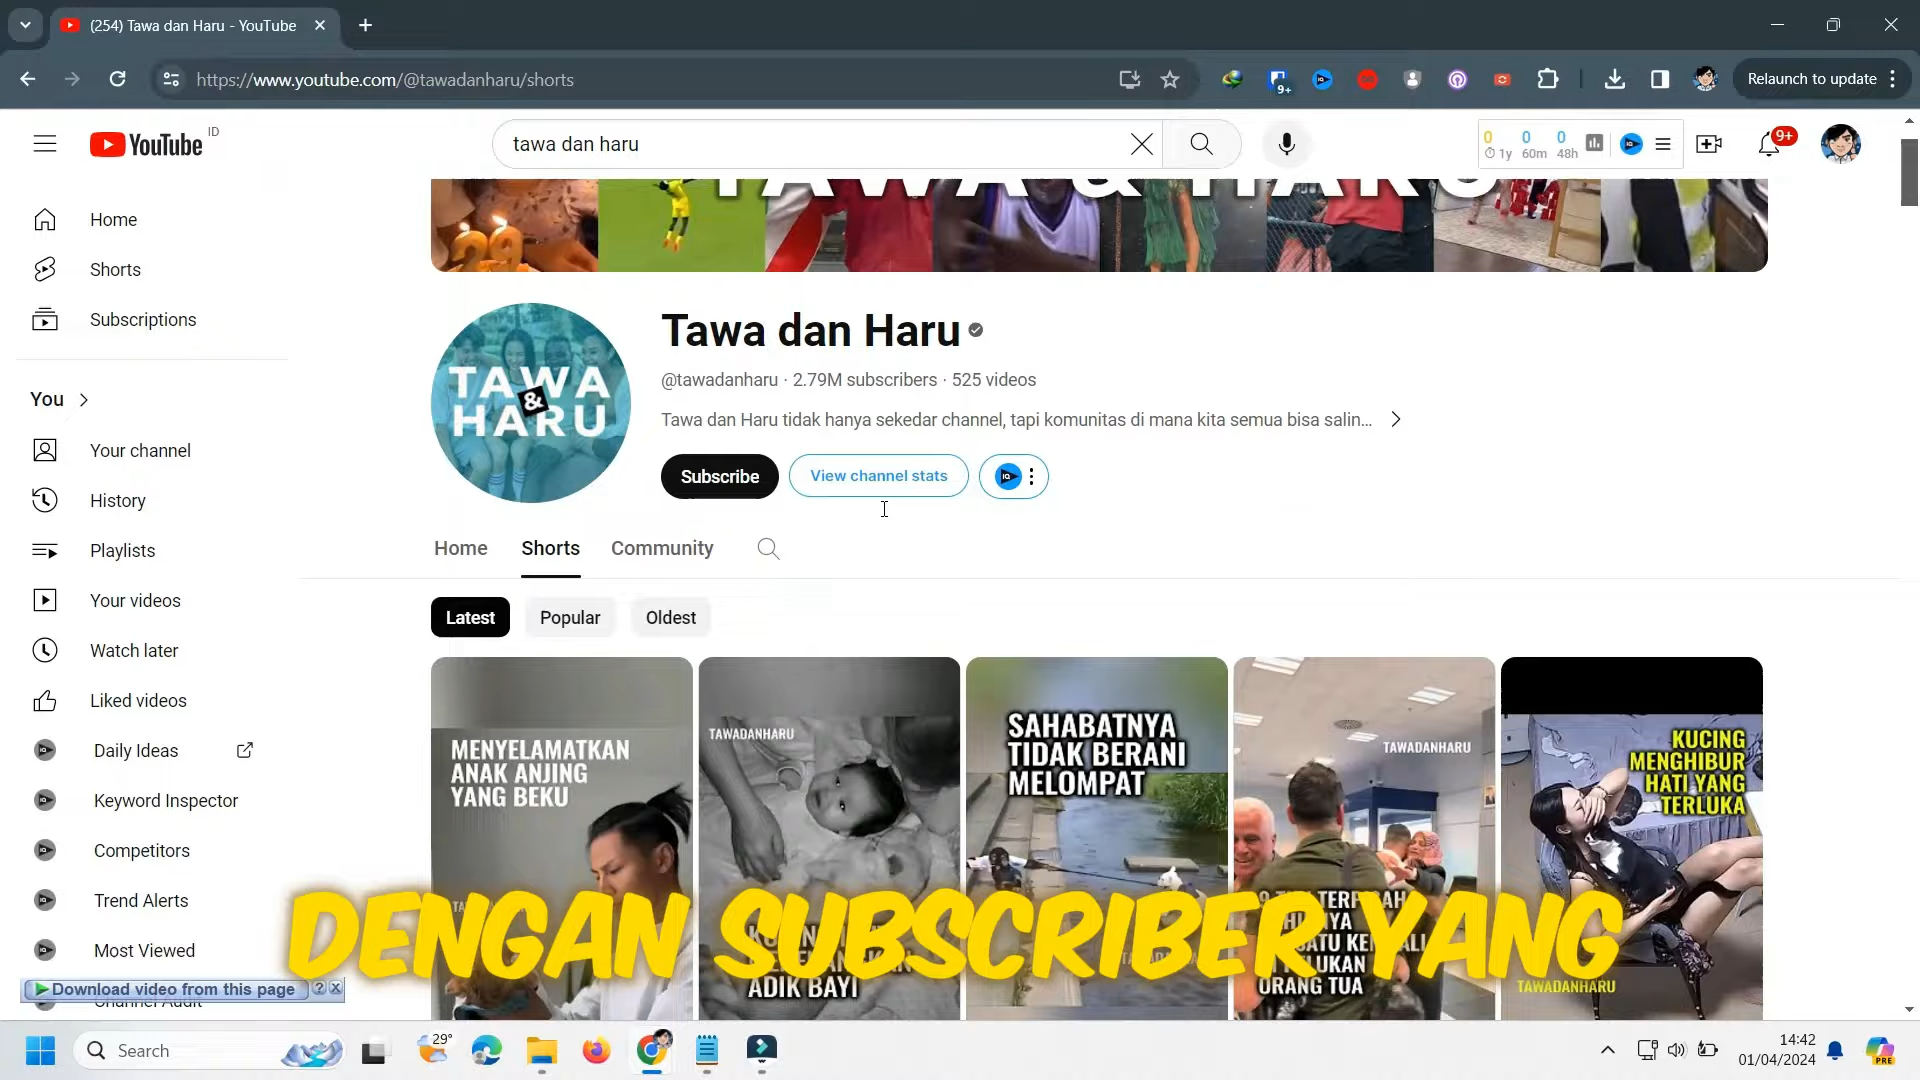 (254) Tawa dan Haru - YouTube
https://www.youtube.com/@tawadanharu/shorts
9+
Relaunch to update
YouTube ID
tawa dan haru
0 0 0
1y 60m 48h
9+
TAWA & HARU
Home
Shorts
Subscriptions
You
Your channel
History
Playlists
Your videos
Watch later
Liked videos
Daily Ideas
Keyword Inspector
Competitors
Trend Alerts
Most Viewed
Channel Audit
Download video from this page
TAWA
&
HARU
Tawa dan Haru
@tawadanharu · 2.79M subscribers · 525 videos
Tawa dan Haru tidak hanya sekedar channel, tapi komunitas di mana kita semua bisa salin...
Subscribe
View channel stats
Home
Shorts
Community
Latest
Popular
Oldest
MENYELAMATKAN
ANAK ANJING
YANG BEKU
TAWADANHARU
ADIK BAYI
SAHABATNYA
TIDAK BERANI
MELOMPAT
TAWADANHARU
ORANG TUA
KUCING
MENGHIBUR
HATI YANG
TERLUKA
TAWADANHARU
DENGAN SUBSCRIBER YANG
Search
29°
14:42
01/04/2024
PRE